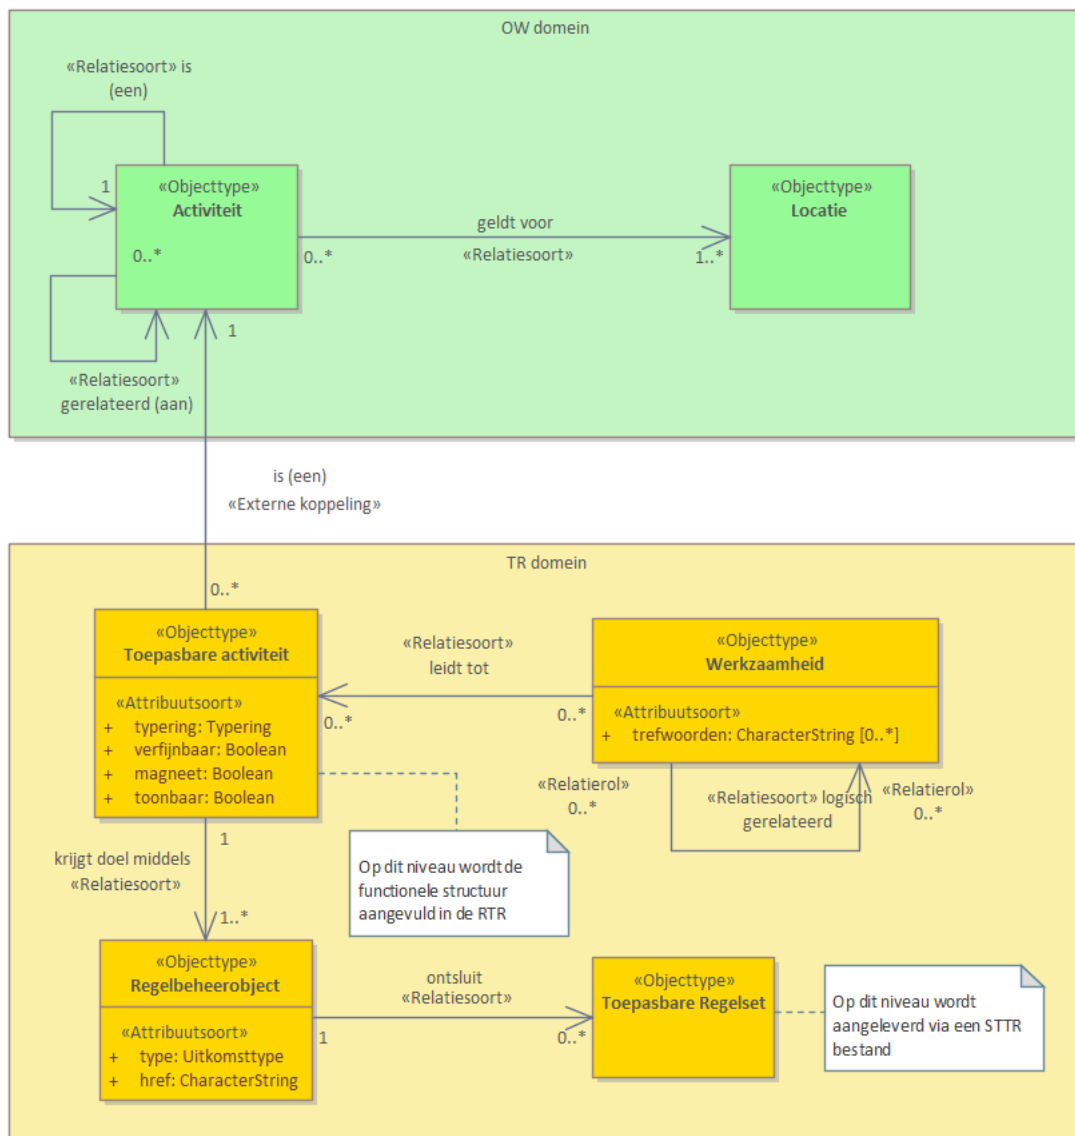 OW domein
«Relatiesoort» is
(een)
1
«Objecttype»
Activiteit
0..*
0..*
geldt voor
«Relatiesoort»
1..*
«Objecttype»
Locatie
1
«Relatiesoort»
gerelateerd (aan)
is (een)
«Externe koppeling»
TR domein
0..*
«Objecttype»
Toepasbare activiteit
«Attribuutsoort»
+ typering: Typering
+ verfijnbaar: Boolean
+ magneet: Boolean
+ toonbaar: Boolean
«Relatiesoort»
leidt tot
0..*
0..*
«Objecttype»
Werkzaamheid
«Attribuutsoort»
+ trefwoorden: CharacterString [0..*]
«Relatierol»
0..*
«Relatiesoort» logisch
gerelateerd
«Relatierol»
0..*
1
krijgt doel middels
«Relatiesoort»
1..*
Op dit niveau wordt de
functionele structuur
aangevuld in de RTR
«Objecttype»
Regelbeheerobject
«Attribuutsoort»
+ type: Uitkomsttype
+ href: CharacterString
ontsluit
«Relatiesoort»
1
0..*
«Objecttype»
Toepasbare Regelset
Op dit niveau wordt
aangeleverd via een STTR
bestand